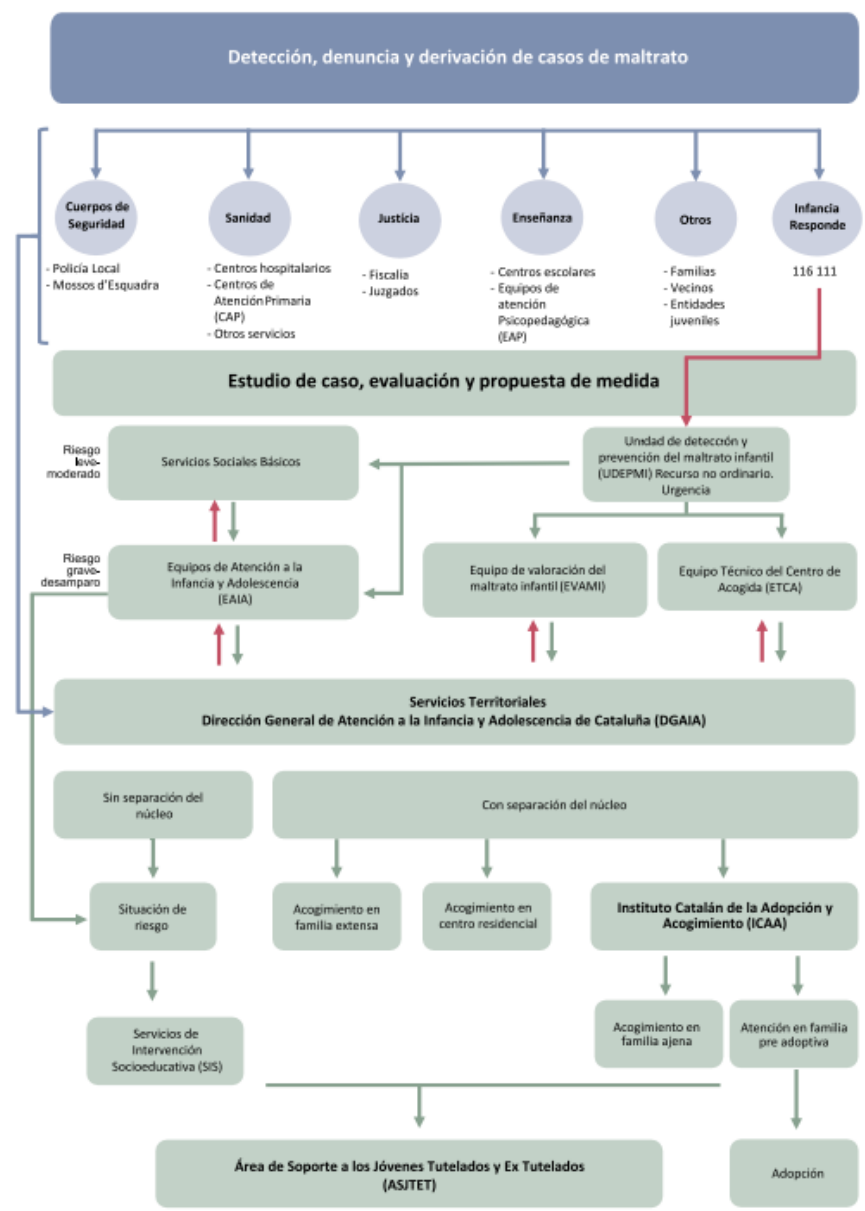 Detección, denuncia y derivación de casos de maltrato
Cuerpos de
Seguridad
- Policía Local
- Mossos d'Esquadra
Sanidad
- Centros hospitalarios
- Centros de
Atención Primaria
(CAP)
- Otros servicios
Justicia
- Fiscalía
- Juzgados
Enseñanza
- Centros escolares
- Equipos de
atención
Psicopedagógica
(EAP)
Otros
- Familias
- Vecinos
- Entidades
juveniles
Infancia
Responde
116 111
Estudio de caso, evaluación y propuesta de medida
Riesgo
leve-
moderado
Servicios Sociales Básicos
Unidad de detección y
prevención del maltrato infantil
(UDEPMI) Recurso no ordinario.
Urgencia
Riesgo
grave-
desamparo
Equipos de Atención a la
Infancia y Adolescencia
(EAIA)
Equipo de valoración del
maltrato infantil (EVAMI)
Equipo Técnico del Centro de
Acogida (ETCA)
Servicios Territoriales
Dirección General de Atención a la Infancia y Adolescencia de Cataluña (DGAIA)
Sin separación del
núcleo
Con separación del núcleo
Situación de
riesgo
Acogimiento en
familia extensa
Acogimiento en
centro residencial
Instituto Catalán de la Adopción y
Acogimiento (ICAA)
Servicios de
Intervención
Socioeducativa (SIS)
Acogimiento en
familia ajena
Atención en familia
pre adoptiva
Área de Soporte a los Jóvenes Tutelados y Ex Tutelados
(ASJTET)
Adopción